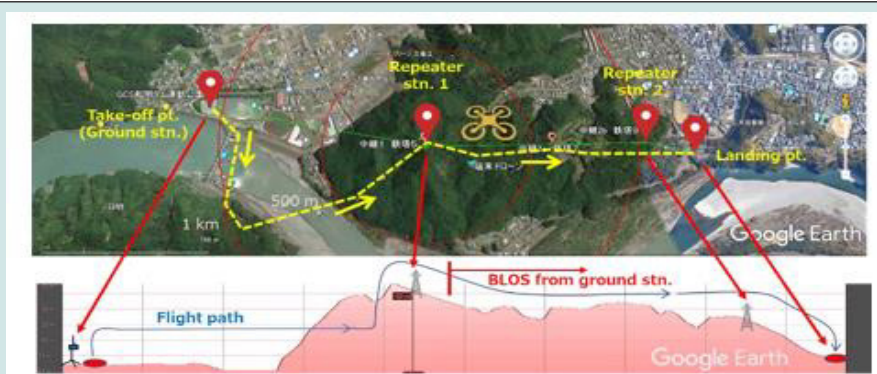 Repeater
stn. 1
Repeater
stn. 2
Take-off pt.
(Ground stn.)
Landing pt.
500 m
1 km
Google Earth
BLOS from ground stn.
Flight path
Google Earth